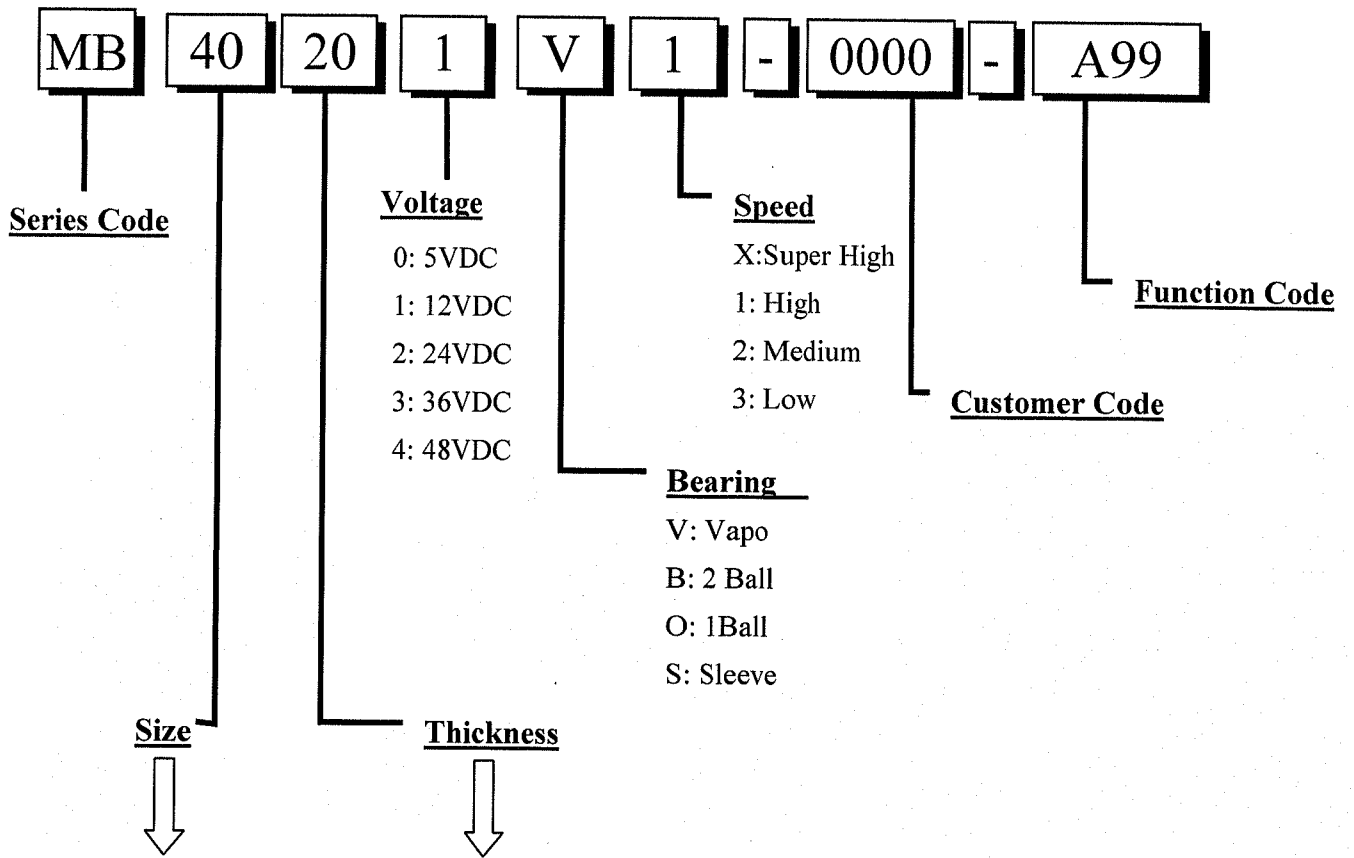 MB 40 20 1 V 1 - 0000 - A99
Series Code
Voltage
0: 5VDC
1: 12VDC
2: 24VDC
3: 36VDC
4: 48VDC
Speed
X:Super High
1: High
2: Medium
3: Low
Function Code
Customer Code
Bearing
V: Vapo
B: 2 Ball
O: 1Ball
S: Sleeve
Size
Thickness